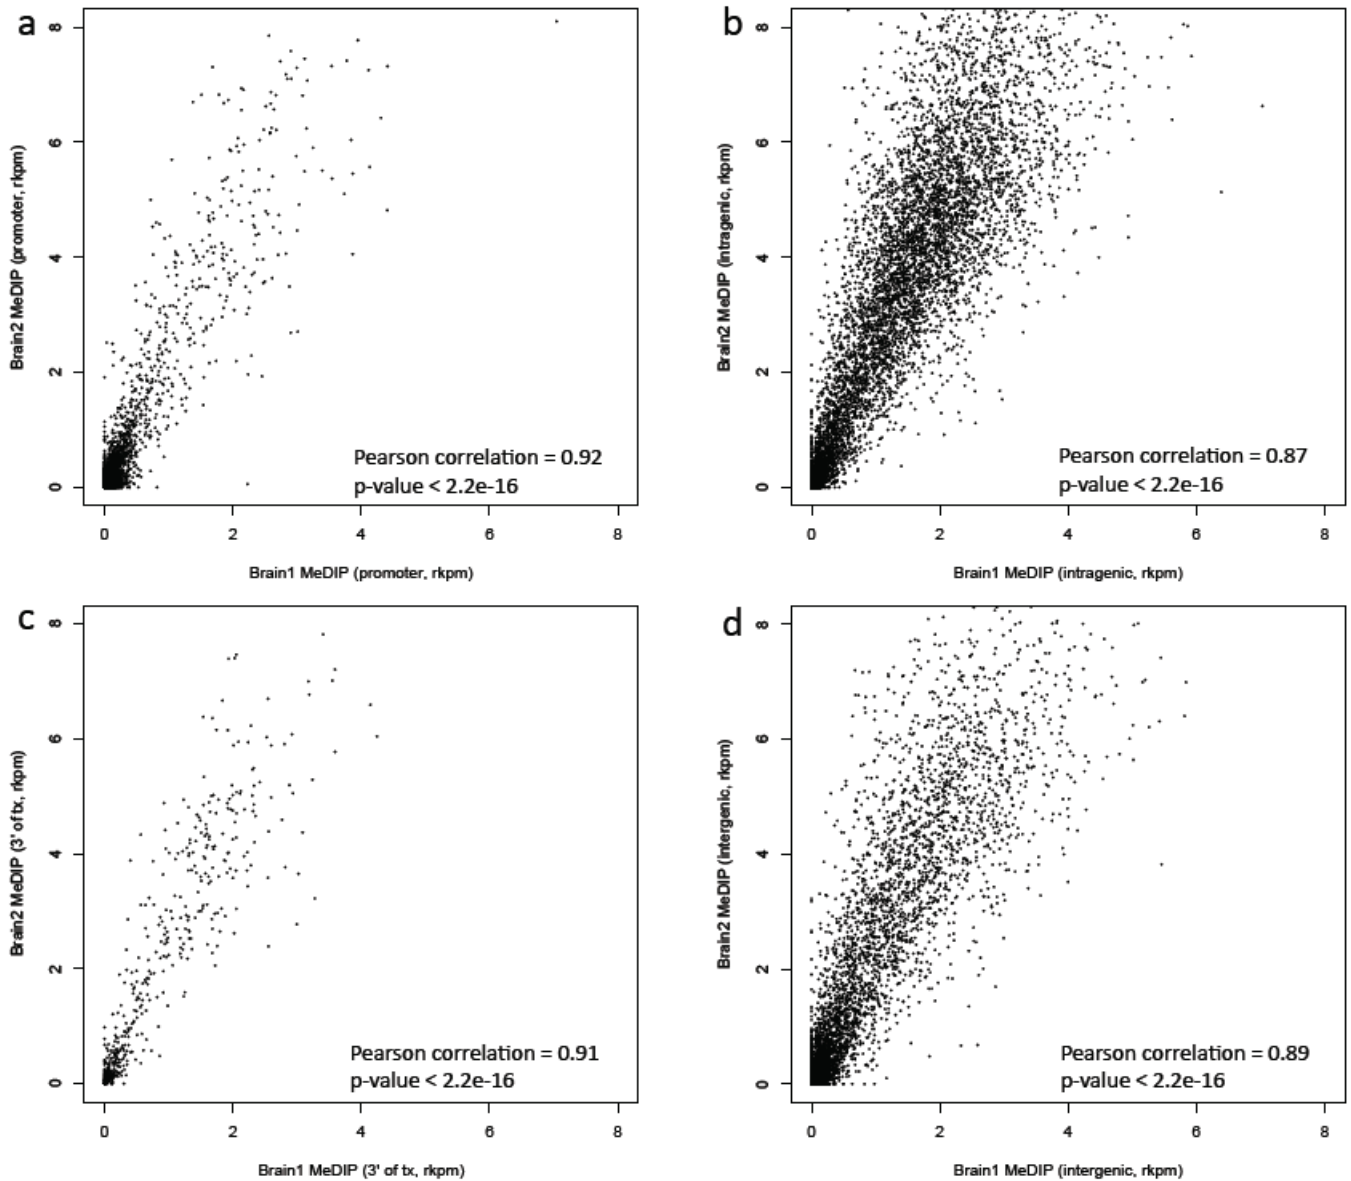 a
8
6
4
2
0
Brain2 MeDIP (promoter, rkpm)
Pearson correlation = 0.92
p-value < 2.2e-16
0 2 4 6 8
Brain1 MeDIP (promoter, rkpm)
b
8
6
4
2
0
Brain2 MeDIP (intragenic, rkpm)
Pearson correlation = 0.87
p-value < 2.2e-16
0 2 4 6 8
Brain1 MeDIP (intragenic, rkpm)
c
8
6
4
2
0
Brain2 MeDIP (3' of tx, rkpm)
Pearson correlation = 0.91
p-value < 2.2e-16
0 2 4 6 8
Brain1 MeDIP (3' of tx, rkpm)
d
8
6
4
2
0
Brain2 MeDIP (intergenic, rkpm)
Pearson correlation = 0.89
p-value < 2.2e-16
0 2 4 6 8
Brain1 MeDIP (intergenic, rkpm)